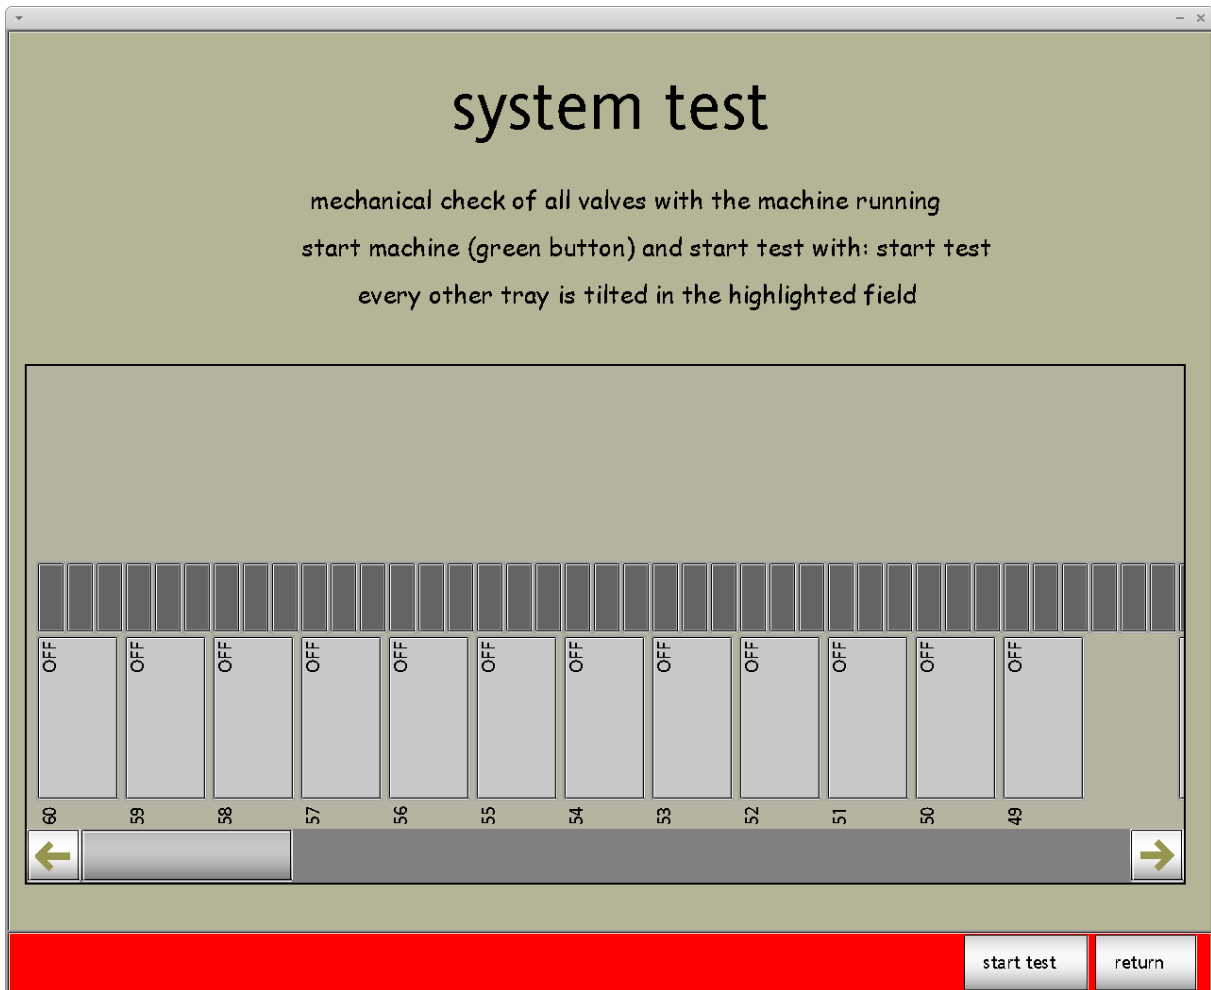 system test
mechanical check of all valves with the machine running
start machine (green button) and start test with: start test
every other tray is tilted in the highlighted field
OFF OFF OFF OFF OFF OFF OFF OFF OFF OFF OFF OFF
60 59 58 57 56 55 54 53 52 51 50 49
start test return